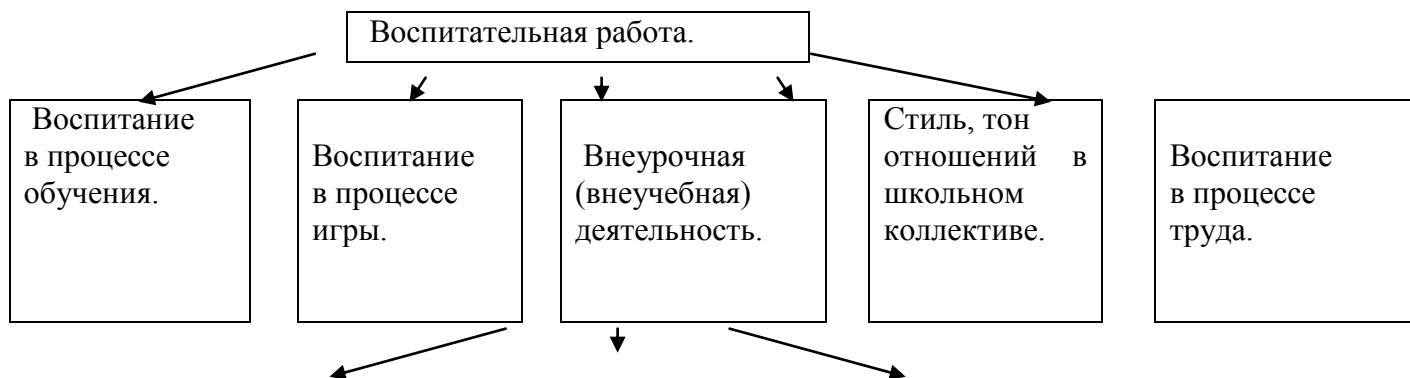 Воспитательная работа.
Воспитание
в процессе
обучения.
Воспитание
в процессе
игры.
Внеурочная
(внеучебная)
деятельность.
Стиль, тон
отношений в
школьном
коллективе.
Воспитание
в процессе
труда.